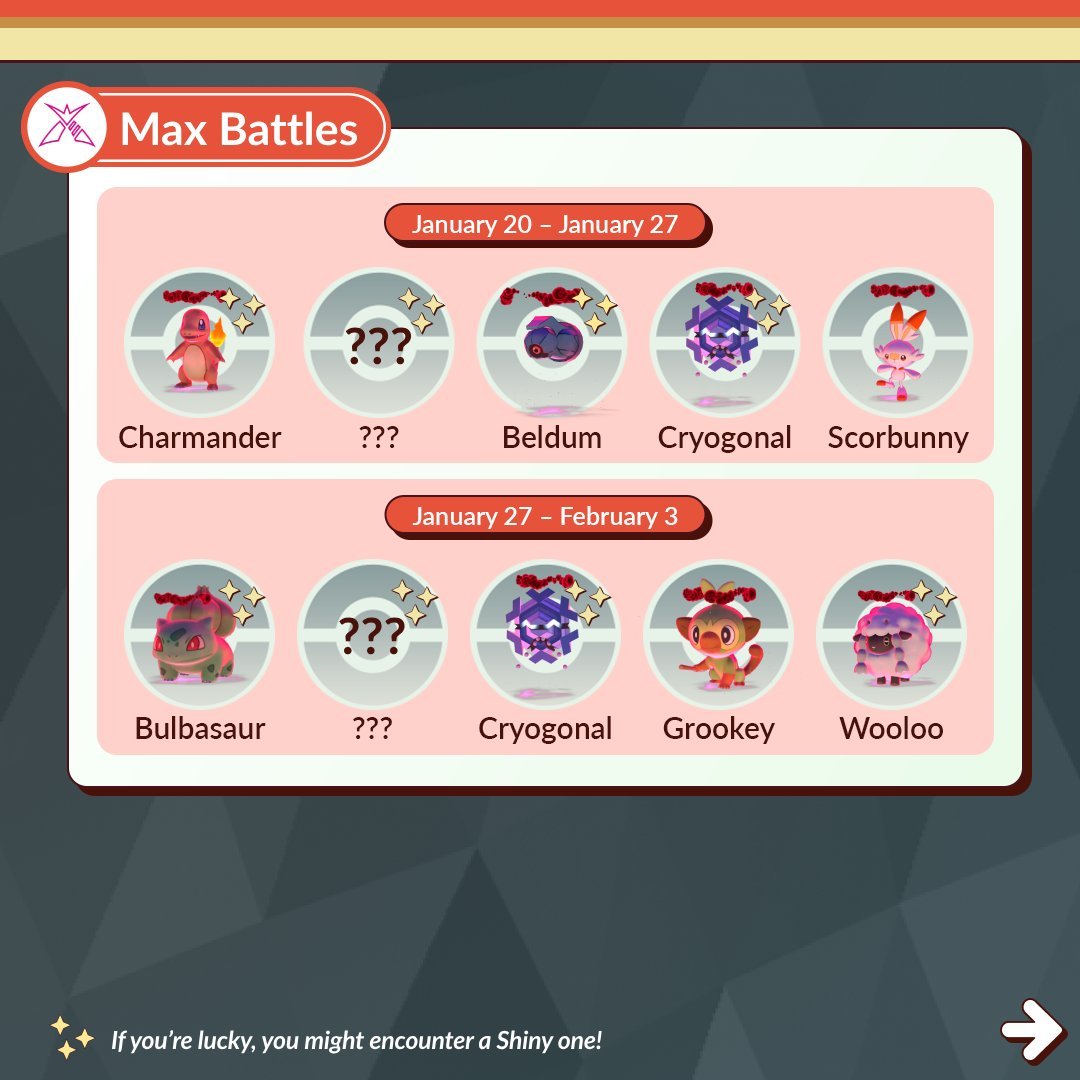 Max Battles
January 20 – January 27
???
Charmander
???
Beldum
Cryogonal
Scorbunny
January 27 – February 3
???
Bulbasaur
???
Cryogonal
Grookey
Wooloo
If you're lucky, you might encounter a Shiny one!